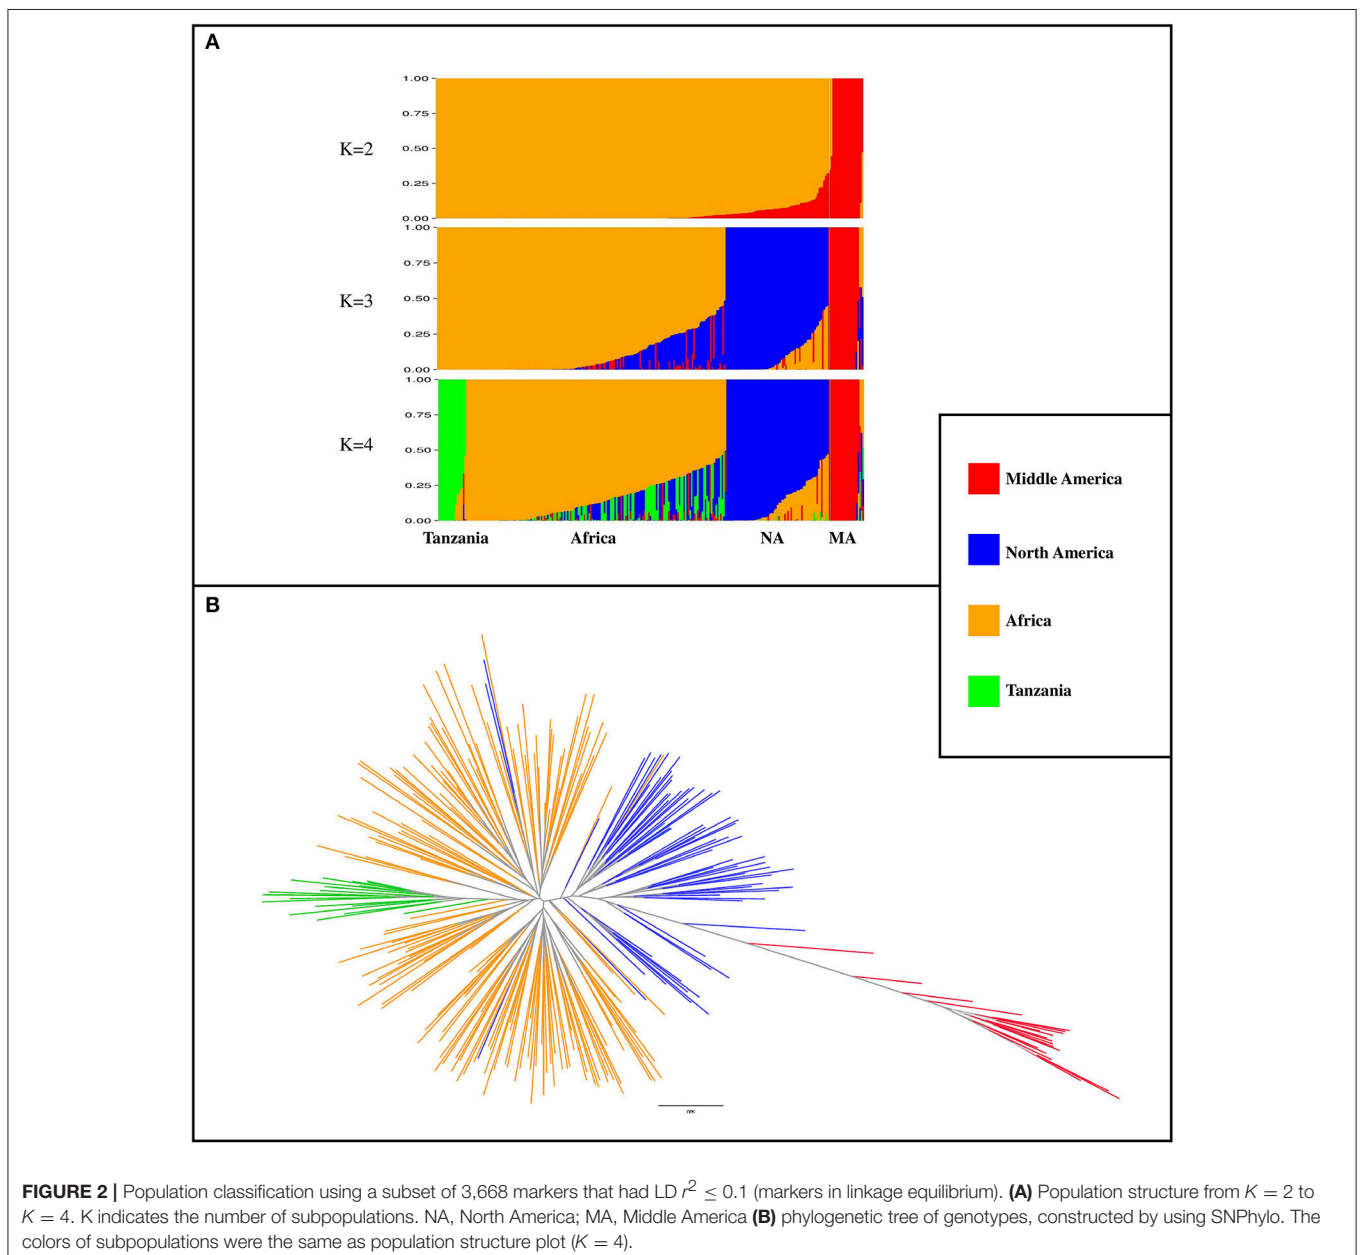 A
1.00
0.75
K=2
0.50
0.25
0.00
1.00
0.75
K=3
0.50
0.25
0.00
1.00
0.75
K=4
0.50
0.25
0.00
Tanzania Africa NA MA
Middle America
North America
Africa
Tanzania
B
FIGURE 2 | Population classification using a subset of 3,668 markers that had LD r² ≤ 0.1 (markers in linkage equilibrium). (A) Population structure from K = 2 to
K = 4. K indicates the number of subpopulations. NA, North America; MA, Middle America (B) phylogenetic tree of genotypes, constructed by using SNPhylo. The
colors of subpopulations were the same as population structure plot (K = 4).